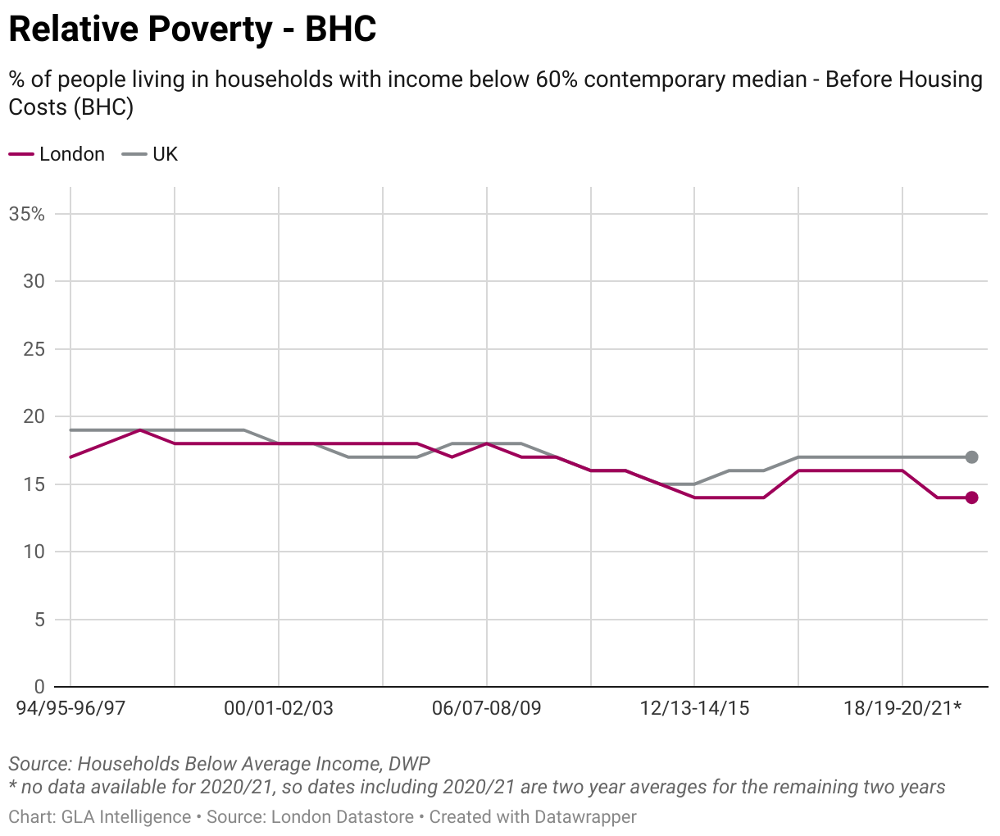 Relative Poverty - BHC
% of people living in households with income below 60% contemporary median - Before Housing
Costs (BHC)
London UK
35%
30
25
20
15
10
5
0
94/95-96/97 00/01-02/03 06/07-08/09 12/13-14/15 18/19-20/21*
Source: Households Below Average Income, DWP
* no data available for 2020/21, so dates including 2020/21 are two year averages for the remaining two years
Chart: GLA Intelligence • Source: London Datastore • Created with Datawrapper